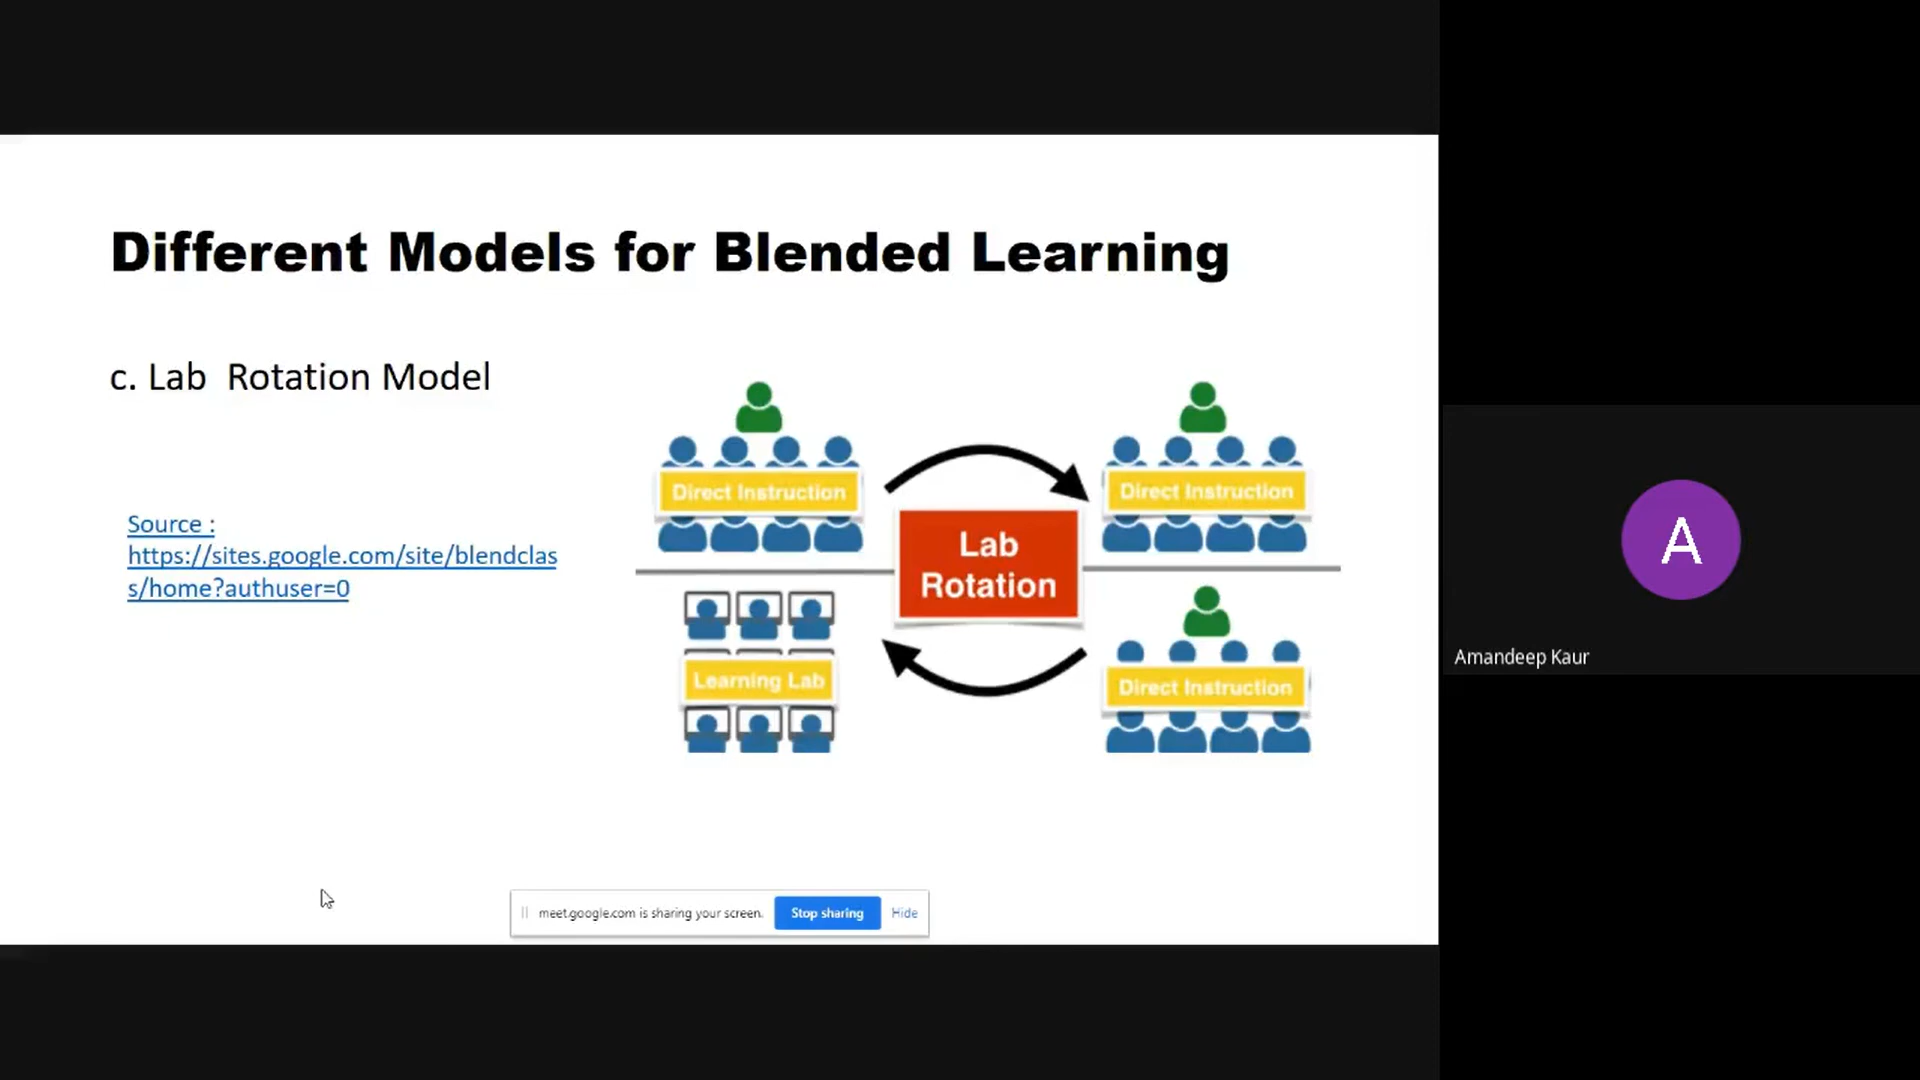 Different Models for Blended Learning
c. Lab Rotation Model
Source :
https://sites.google.com/site/blendclas
s/home?authuser=0
Direct Instruction
Direct Instruction
Lab
Rotation
Learning Lab
Direct Instruction
A
Amandeep Kaur
meet.google.com is sharing your screen.
Stop sharing
Hide